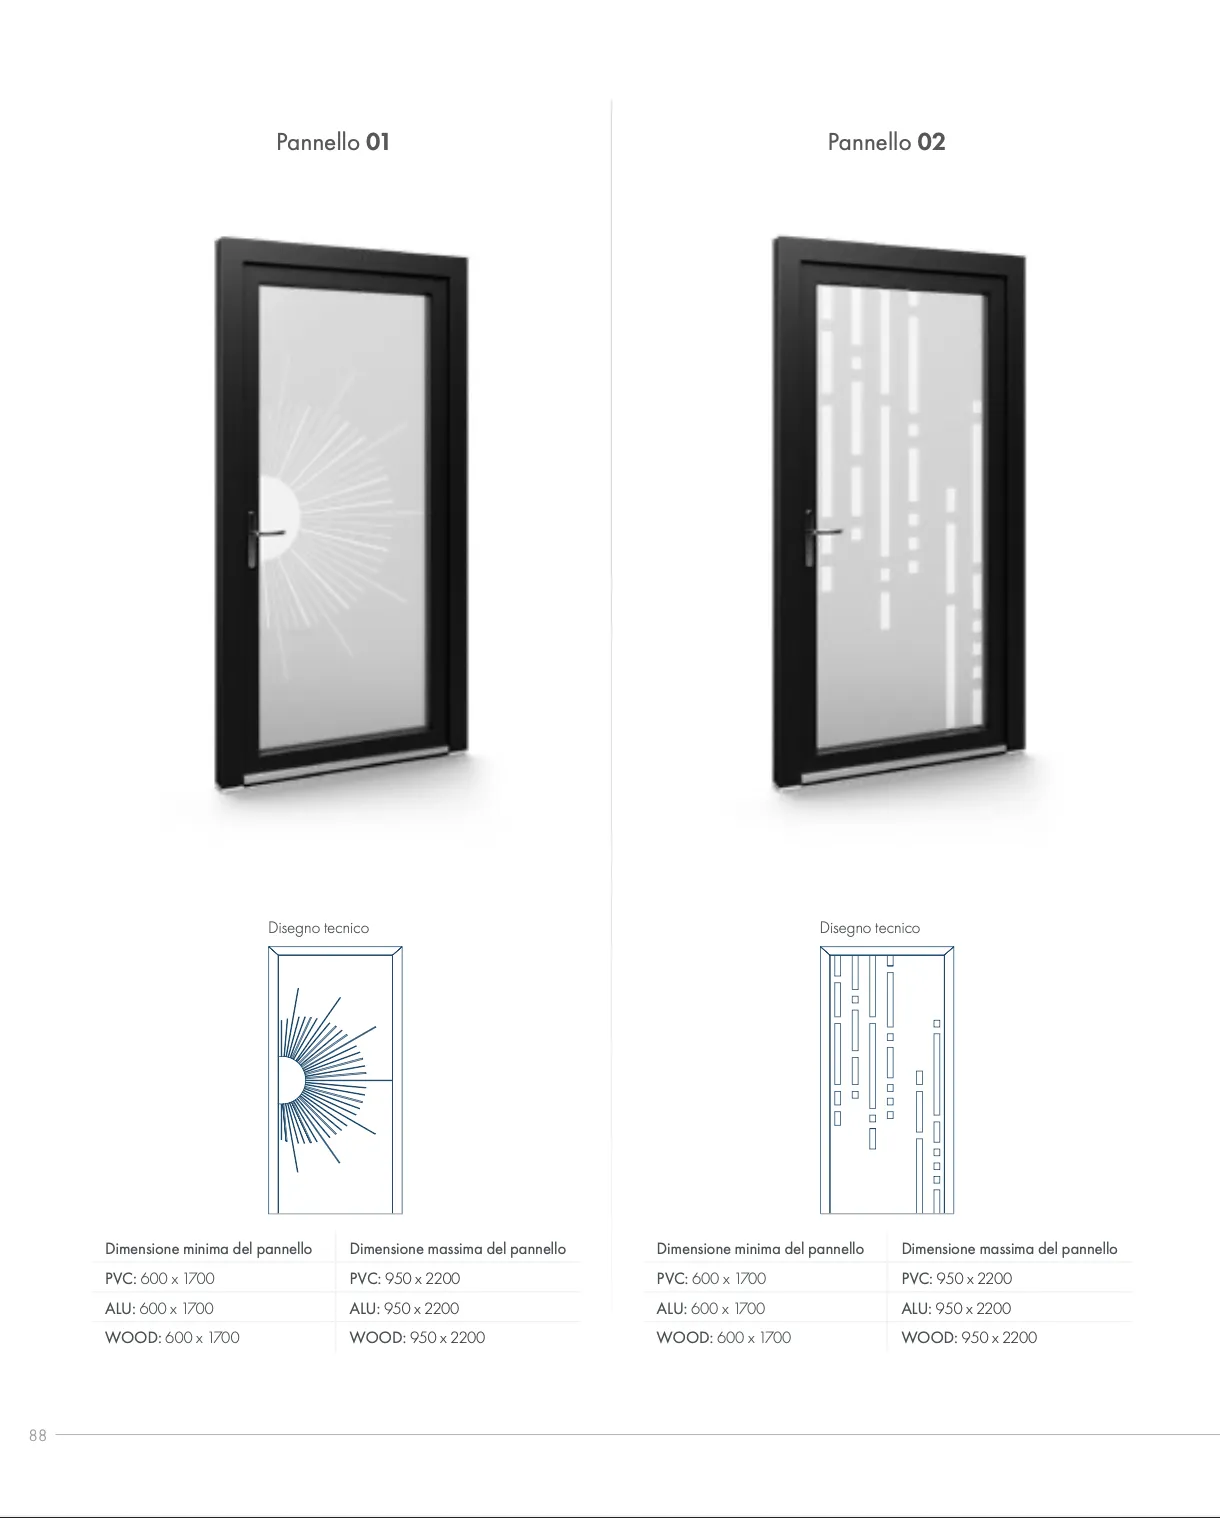 Pannello 01
Disegno tecnico
Dimensione minima del pannello
Dimensione massima del pannello
PVC: 600 x 1700
PVC: 950 x 2200
ALU: 600 x 1700
ALU: 950 x 2200
WOOD: 600 x 1700
WOOD: 950 x 2200
Pannello 02
Disegno tecnico
Dimensione minima del pannello
Dimensione massima del pannello
PVC: 600 x 1700
PVC: 950 x 2200
ALU: 600 x 1700
ALU: 950 x 2200
WOOD: 600 x 1700
WOOD: 950 x 2200
88